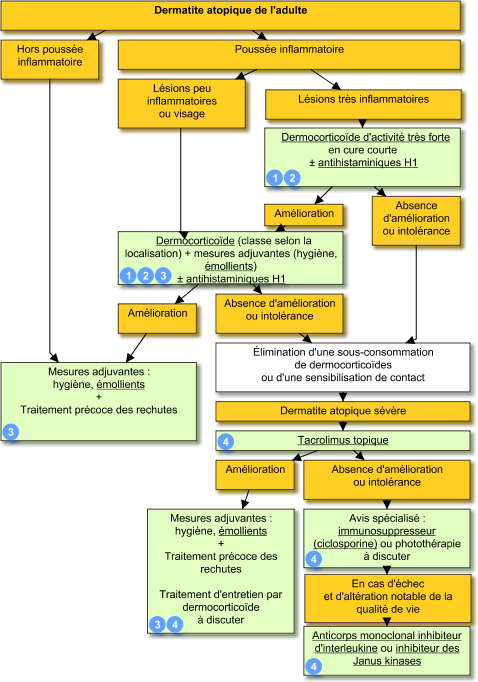 Dermatite atopique de l'adulte
Hors poussée
inflammatoire
Poussée inflammatoire
Lésions peu
inflammatoires
ou visage
Lésions très inflammatoires
Dermocorticoïde d'activité très forte
en cure courte
± antihistaminiques H1
1 2
Amélioration
Absence
d'amélioration
ou intolérance
Dermocorticoïde (classe selon la
localisation) + mesures adjuvantes (hygiène,
émollients)
± antihistaminiques H1
1 2 3
Amélioration
Absence d'amélioration
ou intolérance
Élimination d'une sous-consommation
de dermocorticoïdes
ou d'une sensibilisation de contact
Mesures adjuvantes :
hygiène, émollients
+
Traitement précoce des rechutes
3
Dermatite atopique sévère
Tacrolimus topique
4
Amélioration
Absence d'amélioration
ou intolérance
Mesures adjuvantes :
hygiène, émollients
+
Traitement précoce des
rechutes
Traitement d'entretien par
dermocorticoïde
à discuter
3 4
Avis spécialisé :
immunosuppresseur
(ciclosporine) ou photothérapie
à discuter
4
En cas d'échec
et d'altération notable de la
qualité de vie
Anticorps monoclonal inhibiteur
d'interleukine ou inhibiteur des
Janus kinases
4